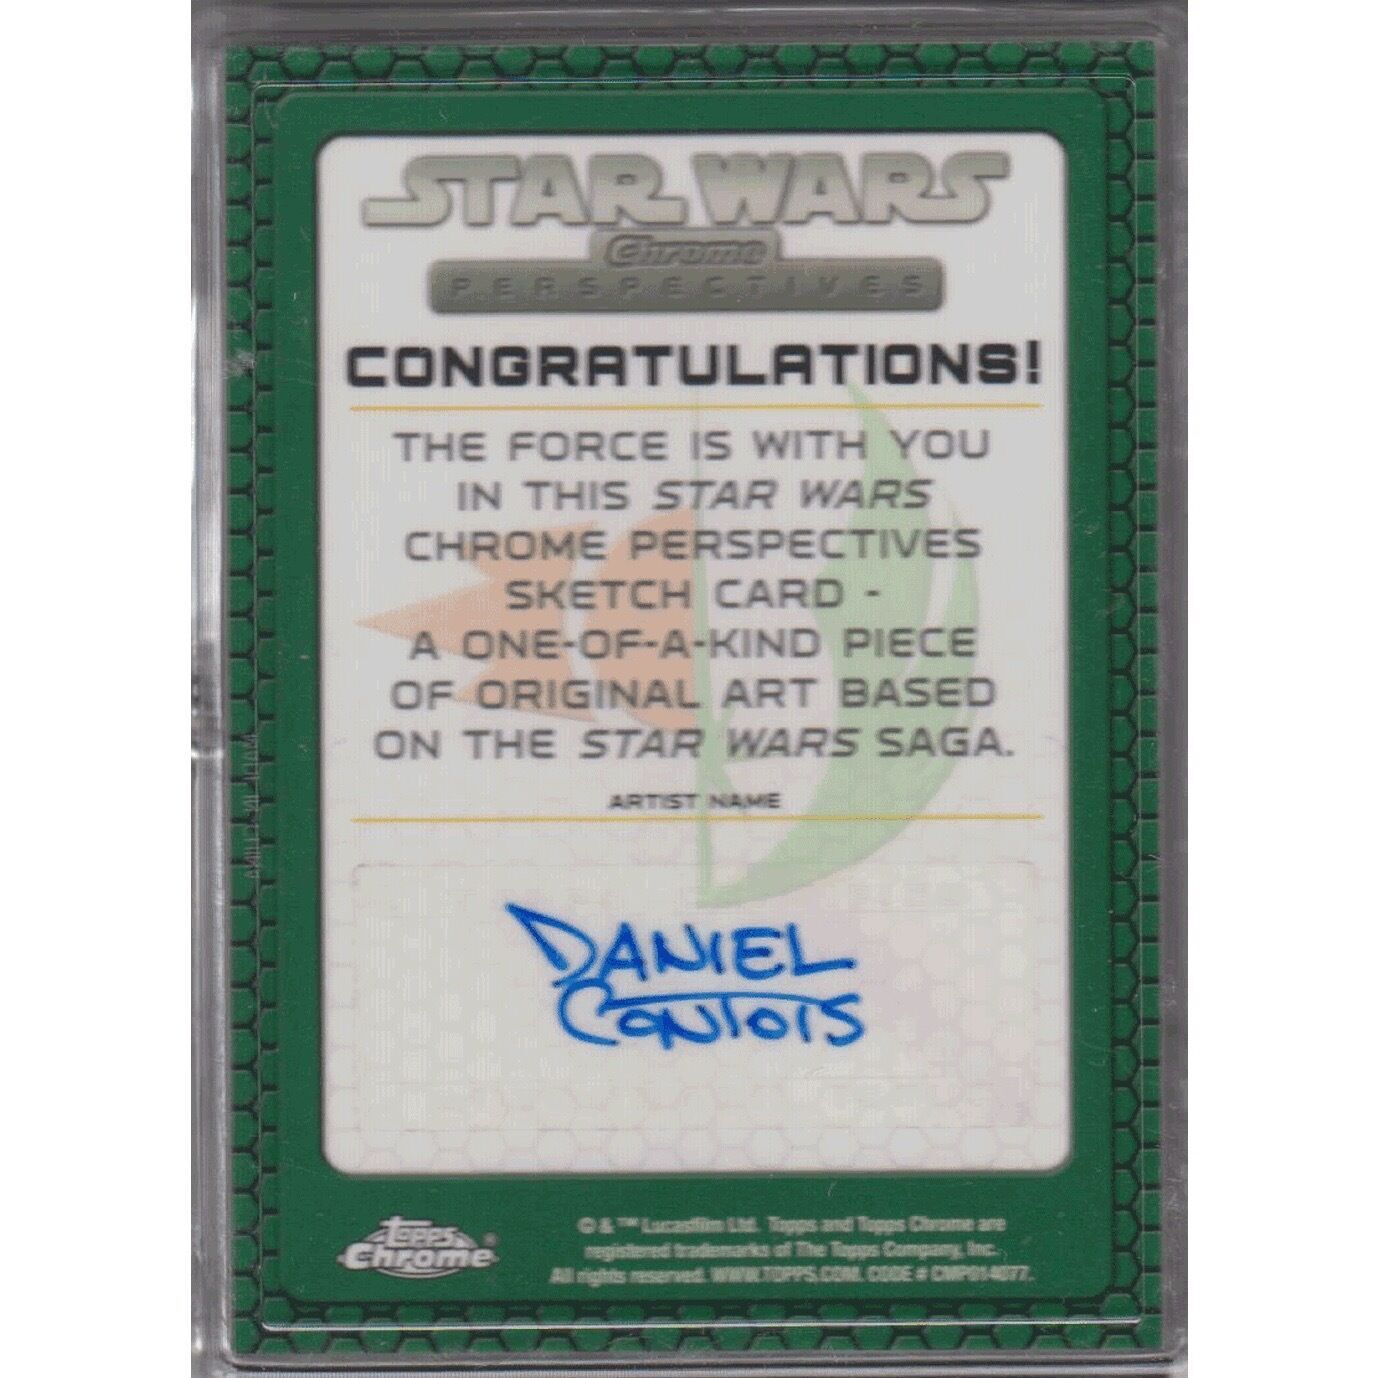 STAR WARS
Chrome
PERSPECTIVES
CONGRATULATIONS!
THE FORCE IS WITH YOU
IN THIS STAR WARS
CHROME PERSPECTIVES
SKETCH CARD -
A ONE-OF-A-KIND PIECE
OF ORIGINAL ART BASED
ON THE STAR WARS SAGA.
ARTIST NAME
DANIEL
CONTOIS
TOPPS
Chrome®
© & ™ Lucasfilm Ltd. Topps and Topps Chrome are
registered trademarks of The Topps Company, Inc.
All rights reserved. WWW.TOPPS.COM. CODE # CMP014077.